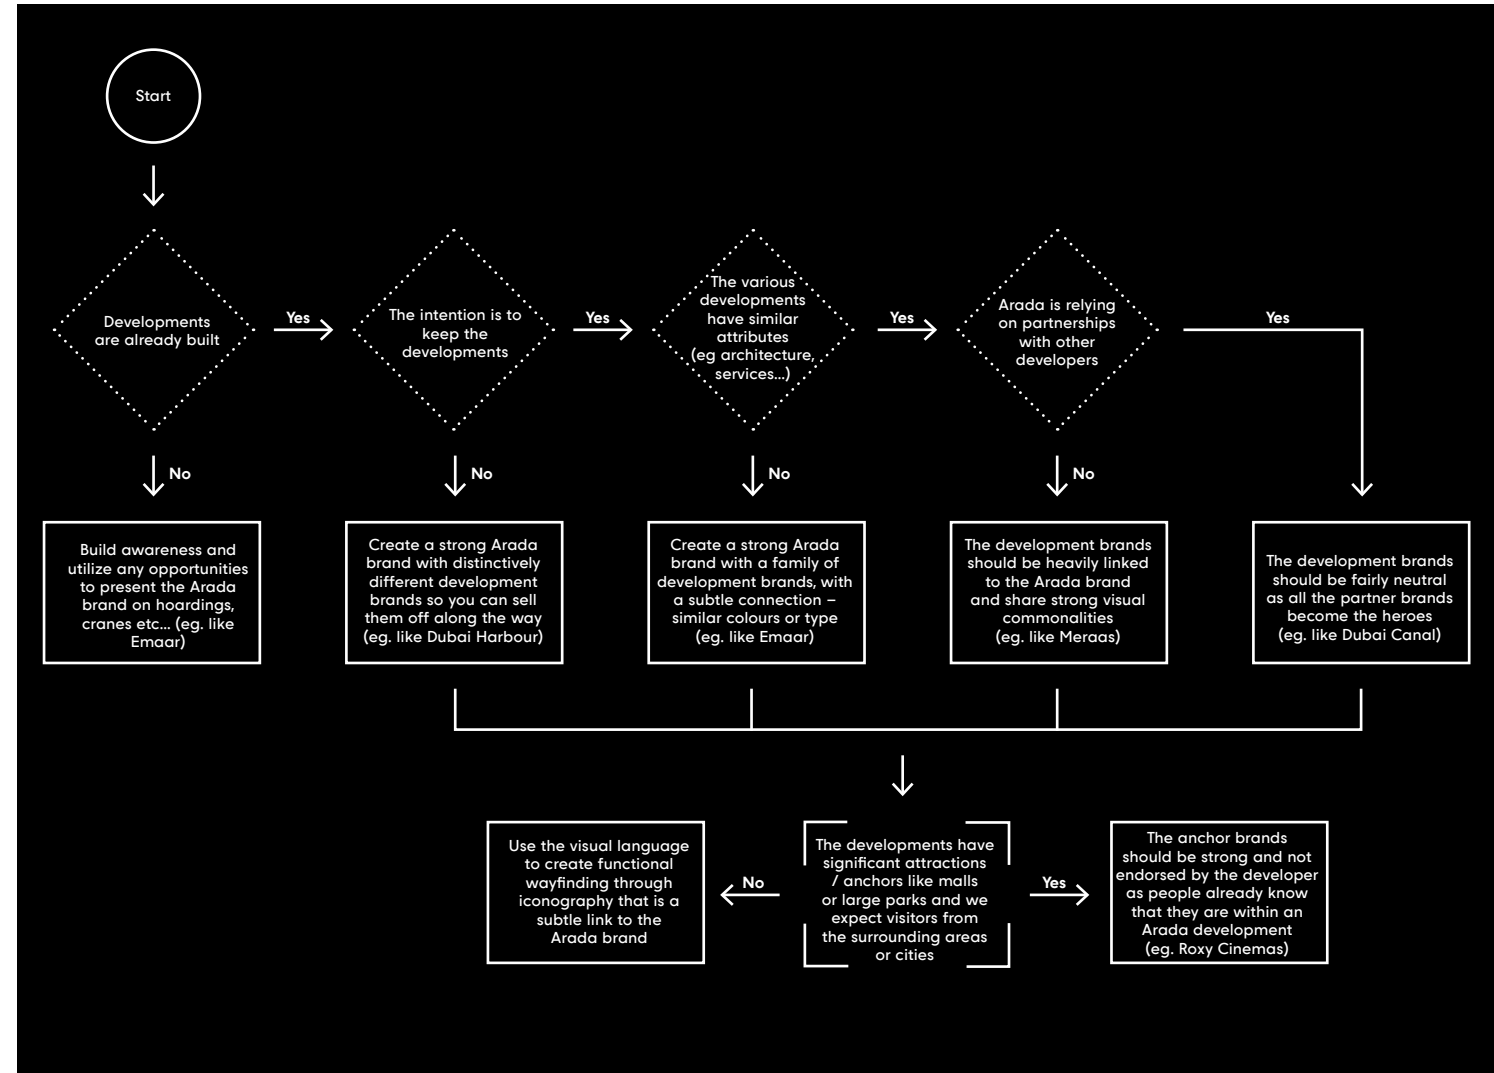 Start
Developments
are already built
Yes
The intention is to
keep the
developments
Yes
The various
developments
have similar
attributes
(eg architecture,
services...)
Yes
Arada is relying
on partnerships
with other
developers
Yes
No
No
No
No
Build awareness and
utilize any opportunities
to present the Arada
brand on hoardings,
cranes etc... (eg. like
Emaar)
Create a strong Arada
brand with distinctively
different development
brands so you can sell
them off along the way
(eg. like Dubai Harbour)
Create a strong Arada
brand with a family of
development brands, with
a subtle connection –
similar colours or type
(eg. like Emaar)
The development brands
should be heavily linked
to the Arada brand
and share strong visual
commonalities
(eg. like Meraas)
The development brands
should be fairly neutral
as all the partner brands
become the heroes
(eg. like Dubai Canal)
Use the visual language
to create functional
wayfinding through
iconography that is a
subtle link to the
Arada brand
No
The developments have
significant attractions
/ anchors like malls
or large parks and we
expect visitors from
the surrounding areas
or cities
Yes
The anchor brands
should be strong and not
endorsed by the developer
as people already know
that they are within an
Arada development
(eg. Roxy Cinemas)